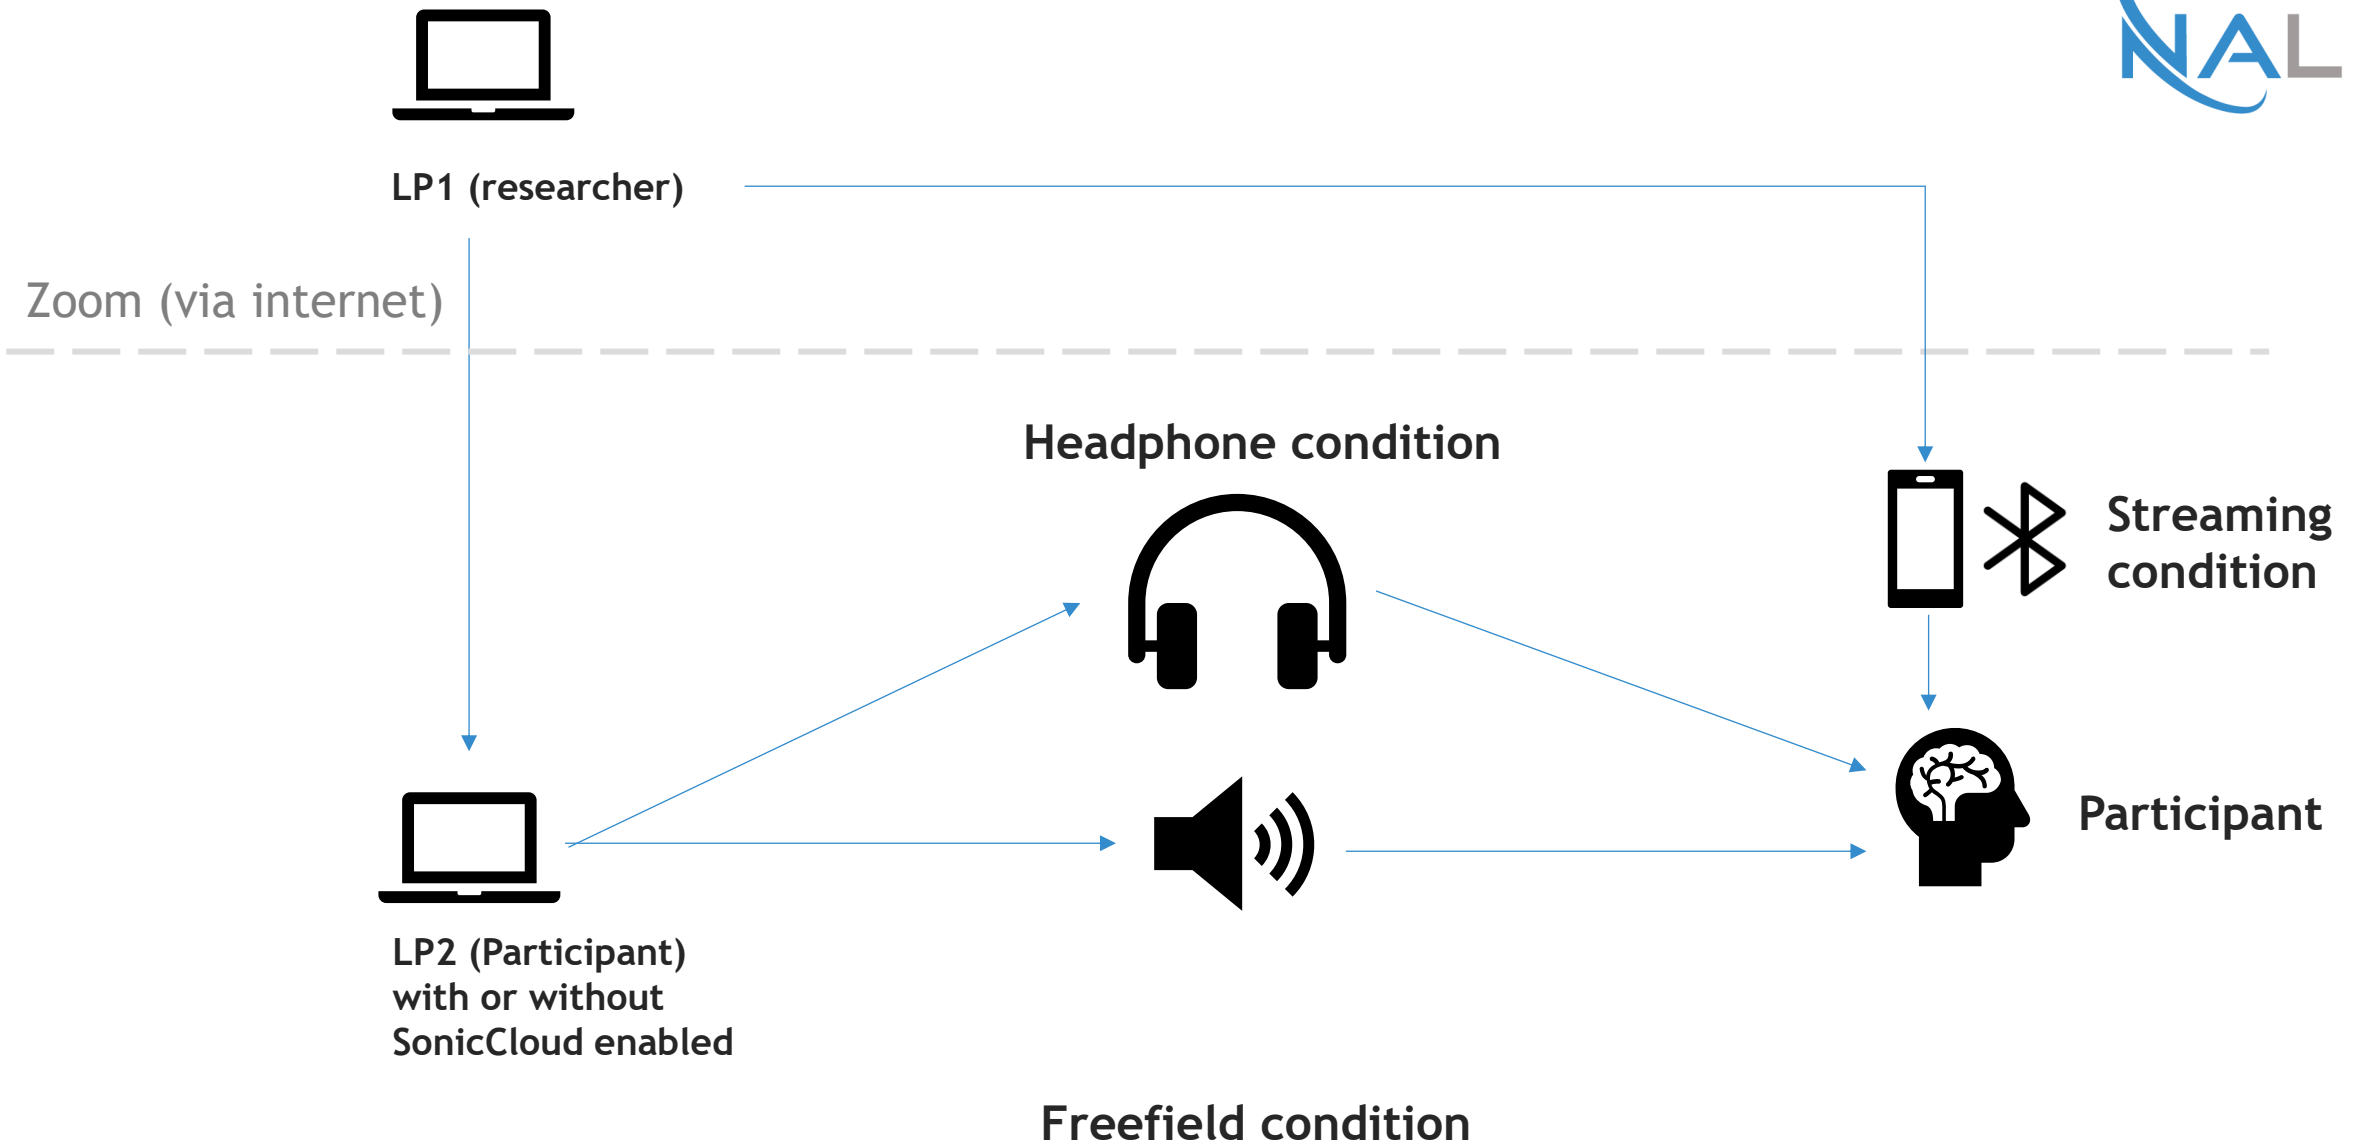 NAL
LP1 (researcher)
Zoom (via internet)
Headphone condition
Streaming
condition
Participant
LP2 (Participant)
with or without
SonicCloud enabled
Freefield condition